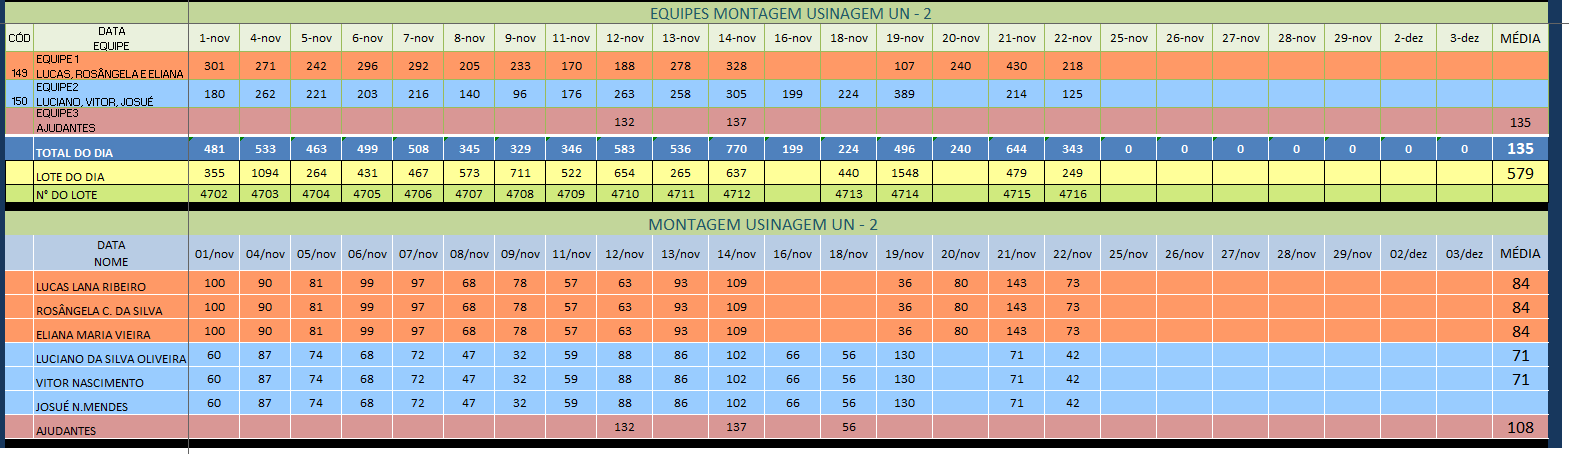 EQUIPES MONTAGEM USINAGEM UN - 2
CÓD DATA EQUIPE 1-nov 4-nov 5-nov 6-nov 7-nov 8-nov 9-nov 11-nov 12-nov 13-nov 14-nov 16-nov 18-nov 19-nov 20-nov 21-nov 22-nov 25-nov 26-nov 27-nov 28-nov 29-nov 2-dez 3-dez MÉDIA
149 EQUIPE 1 LUCAS, ROSÂNGELA E ELIANA 301 271 242 296 292 205 233 170 188 278 328 107 240 430 218
150 EQUIPE2 LUCIANO, VITOR, JOSUÉ 180 262 221 203 216 140 96 176 263 258 305 199 224 389 214 125
EQUIPE3 AJUDANTES 132 137 135
TOTAL DO DIA 481 533 463 499 508 345 329 346 583 536 770 199 224 496 240 644 343 0 0 0 0 0 0 0 135
LOTE DO DIA 355 1094 264 431 467 573 711 522 654 265 637 440 1548 479 249 579
N° DO LOTE 4702 4703 4704 4705 4706 4707 4708 4709 4710 4711 4712 4713 4714 4715 4716
MONTAGEM USINAGEM UN - 2
DATA NOME 01/nov 04/nov 05/nov 06/nov 07/nov 08/nov 09/nov 11/nov 12/nov 13/nov 14/nov 16/nov 18/nov 19/nov 20/nov 21/nov 22/nov 25/nov 26/nov 27/nov 28/nov 29/nov 02/dez 03/dez MÉDIA
LUCAS LANA RIBEIRO 100 90 81 99 97 68 78 57 63 93 109 36 80 143 73 84
ROSÂNGELA C. DA SILVA 100 90 81 99 97 68 78 57 63 93 109 36 80 143 73 84
ELIANA MARIA VIEIRA 100 90 81 99 97 68 78 57 63 93 109 36 80 143 73 84
LUCIANO DA SILVA OLIVEIRA 60 87 74 68 72 47 32 59 88 86 102 66 56 130 71 42 71
VITOR NASCIMENTO 60 87 74 68 72 47 32 59 88 86 102 66 56 130 71 42 71
JOSUÉ N.MENDES 60 87 74 68 72 47 32 59 88 86 102 66 56 130 71 42
AJUDANTES 132 137 56 108